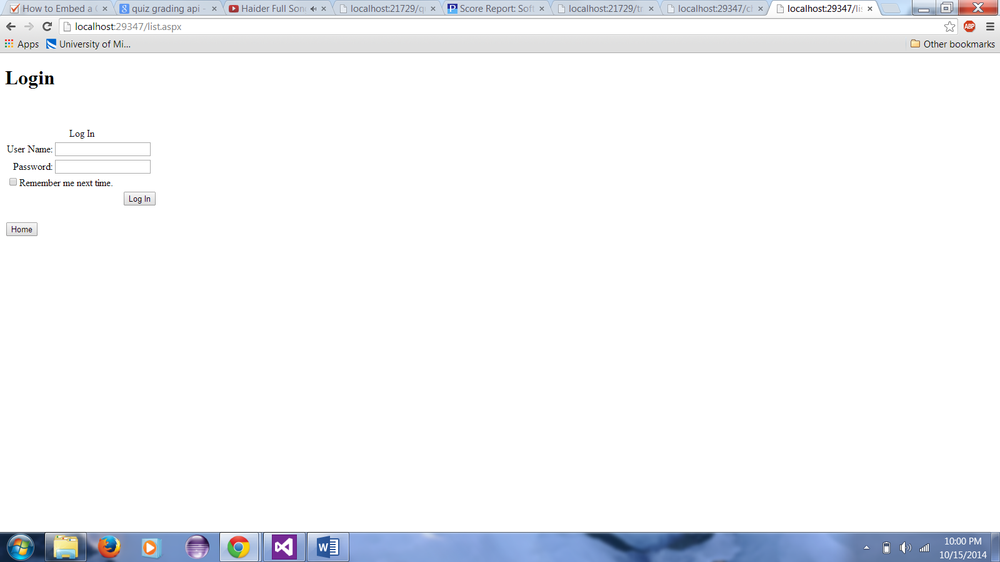 How to Embed a
quiz grading api -
Haider Full Son
localhost:21729/q
Score Report: Soft
localhost:21729/tr
localhost:29347/cl
localhost:29347/lis
localhost:29347/list.aspx
ABP
Apps
University of Mi...
Other bookmarks
Login
Log In
User Name:
Password:
Remember me next time.
Log In
Home
10:00 PM
10/15/2014